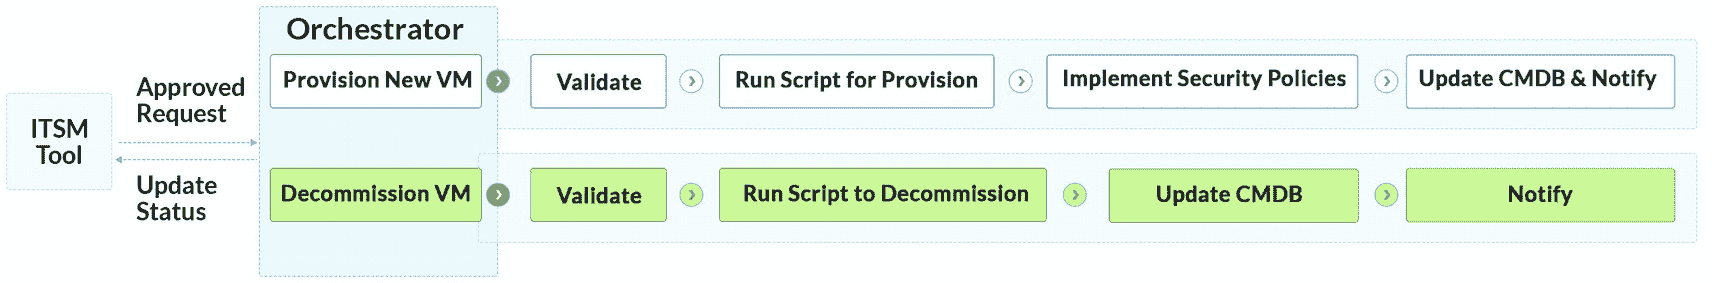 ITSM
Tool
Approved
Request
Update
Status
Orchestrator
Provision New VM
Validate
Run Script for Provision
Implement Security Policies
Update CMDB & Notify
Decommission VM
Validate
Run Script to Decommission
Update CMDB
Notify